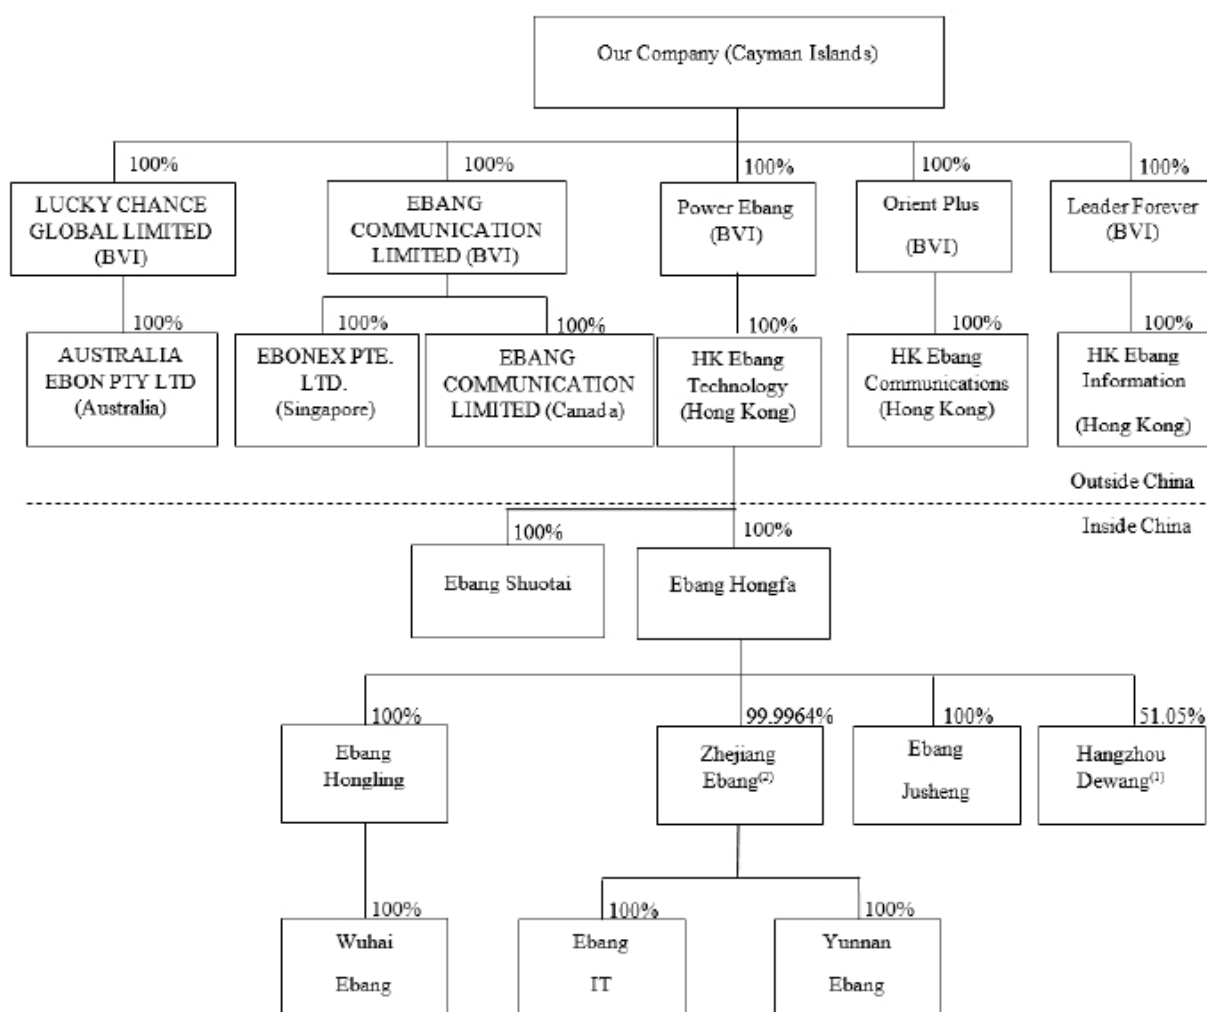 Our Company (Cayman Islands)
100%
100%
100%
100%
100%
LUCKY CHANCE
GLOBAL LIMITED
(BVI)
EBANG
COMMUNICATION
LIMITED (BVI)
Power Ebang
(BVI)
Orient Plus
(BVI)
Leader Forever
(BVI)
100%
100%
100%
100%
100%
100%
AUSTRALIA
EBON PTY LTD
(Australia)
EBONEX PTE.
LTD.
(Singapore)
EBANG
COMMUNICATION
LIMITED (Canada)
HK Ebang
Technology
(Hong Kong)
HK Ebang
Communications
(Hong Kong)
HK Ebang
Information
(Hong Kong)
Outside China
Inside China
100%
100%
Ebang Shuotai
Ebang Hongfa
100%
99.9964%
100%
51.05%
Ebang
Hongling
Zhejiang
Ebang(2)
Ebang
Jusheng
Hangzhou
Dewang(1)
100%
100%
100%
Wuhai
Ebang
Ebang
IT
Yunnan
Ebang